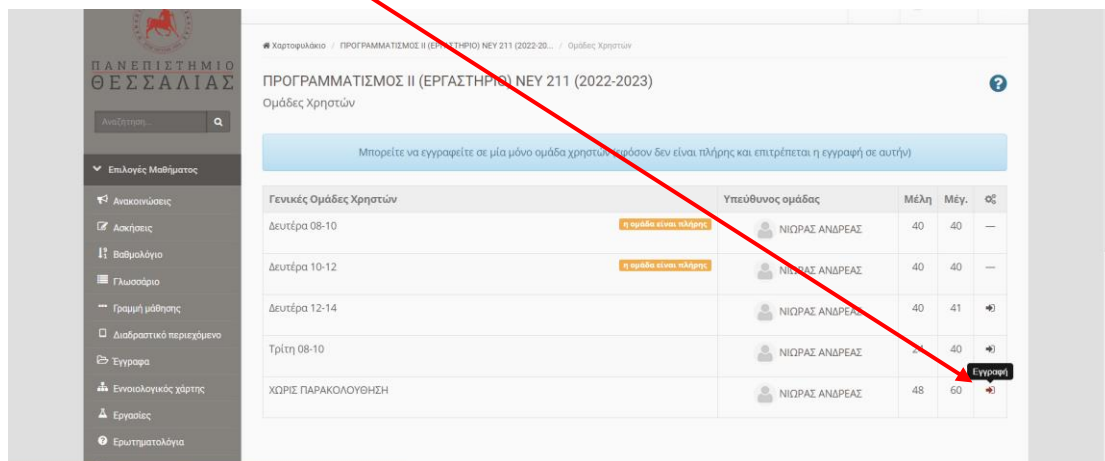 Χαρτοφυλάκιο / ΠΡΟΓΡΑΜΜΑΤΙΣΜΟΣ ΙΙ (ΕΡΓΑΣΤΗΡΙΟ) ΝΕΥ 211 (2022-20... / Ομάδες Χρηστών
ΠΑΝΕΠΙΣΤΗΜΙΟ
ΘΕΣΣΑΛΙΑΣ
ΠΡΟΓΡΑΜΜΑΤΙΣΜΟΣ ΙΙ (ΕΡΓΑΣΤΗΡΙΟ) ΝΕΥ 211 (2022-2023)
Ομάδες Χρηστών
Αναζήτηση...
Μπορείτε να εγγραφείτε σε μία μόνο ομάδα χρηστών (εφόσον δεν είναι πλήρης και επιτρέπεται η εγγραφή σε αυτήν)
Επιλογές Μαθήματος
Ανακοινώσεις
Ασκήσεις
Βαθμολόγιο
Γλωσσάριο
Γραμμή μάθησης
Διαδραστικό περιεχόμενο
Έγγραφα
Εννοιολογικός χάρτης
Εργασίες
Ερωτηματολόγια
Γενικές Ομάδες Χρηστών Υπεύθυνος ομάδας Μέλη Μέγ.
Δευτέρα 08-10 η ομάδα είναι πλήρης ΝΙΩΡΑΣ ΑΝΔΡΕΑΣ 40 40 —
Δευτέρα 10-12 η ομάδα είναι πλήρης ΝΙΩΡΑΣ ΑΝΔΡΕΑΣ 40 40 —
Δευτέρα 12-14 ΝΙΩΡΑΣ ΑΝΔΡΕΑΣ 40 41
Τρίτη 08-10 ΝΙΩΡΑΣ ΑΝΔΡΕΑΣ 40
Εγγραφή
ΧΩΡΙΣ ΠΑΡΑΚΟΛΟΥΘΗΣΗ ΝΙΩΡΑΣ ΑΝΔΡΕΑΣ 48 60